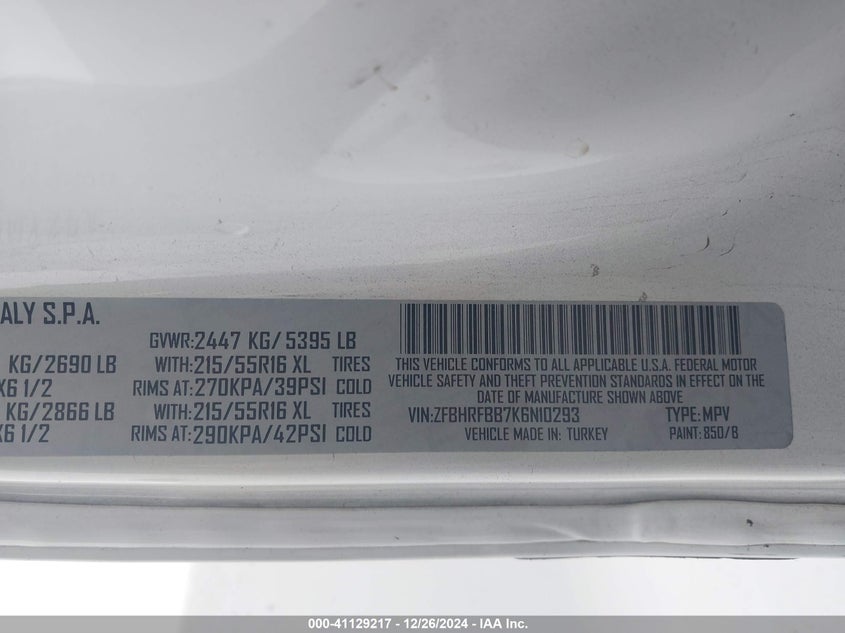 ALY S.P.A.
GVWR:2447 KG/5395 LB
KG/2690 LB WITH:215/55R16 XL TIRES
X6 1/2 RIMS AT:270KPA/39PSI COLD
KG/2866 LB WITH:215/55R16 XL TIRES
X6 1/2 RIMS AT:290KPA/42PSI COLD
THIS VEHICLE CONFORMS TO ALL APPLICABLE U.S.A. FEDERAL MOTOR
VEHICLE SAFETY AND THEFT PREVENTION STANDARDS IN EFFECT ON THE
DATE OF MANUFACTURE SHOWN ABOVE
VIN:ZFBHRFBB7K6N10293 TYPE:MPV
VEHICLE MADE IN: TURKEY PAINT:850/B
000-41129217 - 12/26/2024 - IAA Inc.